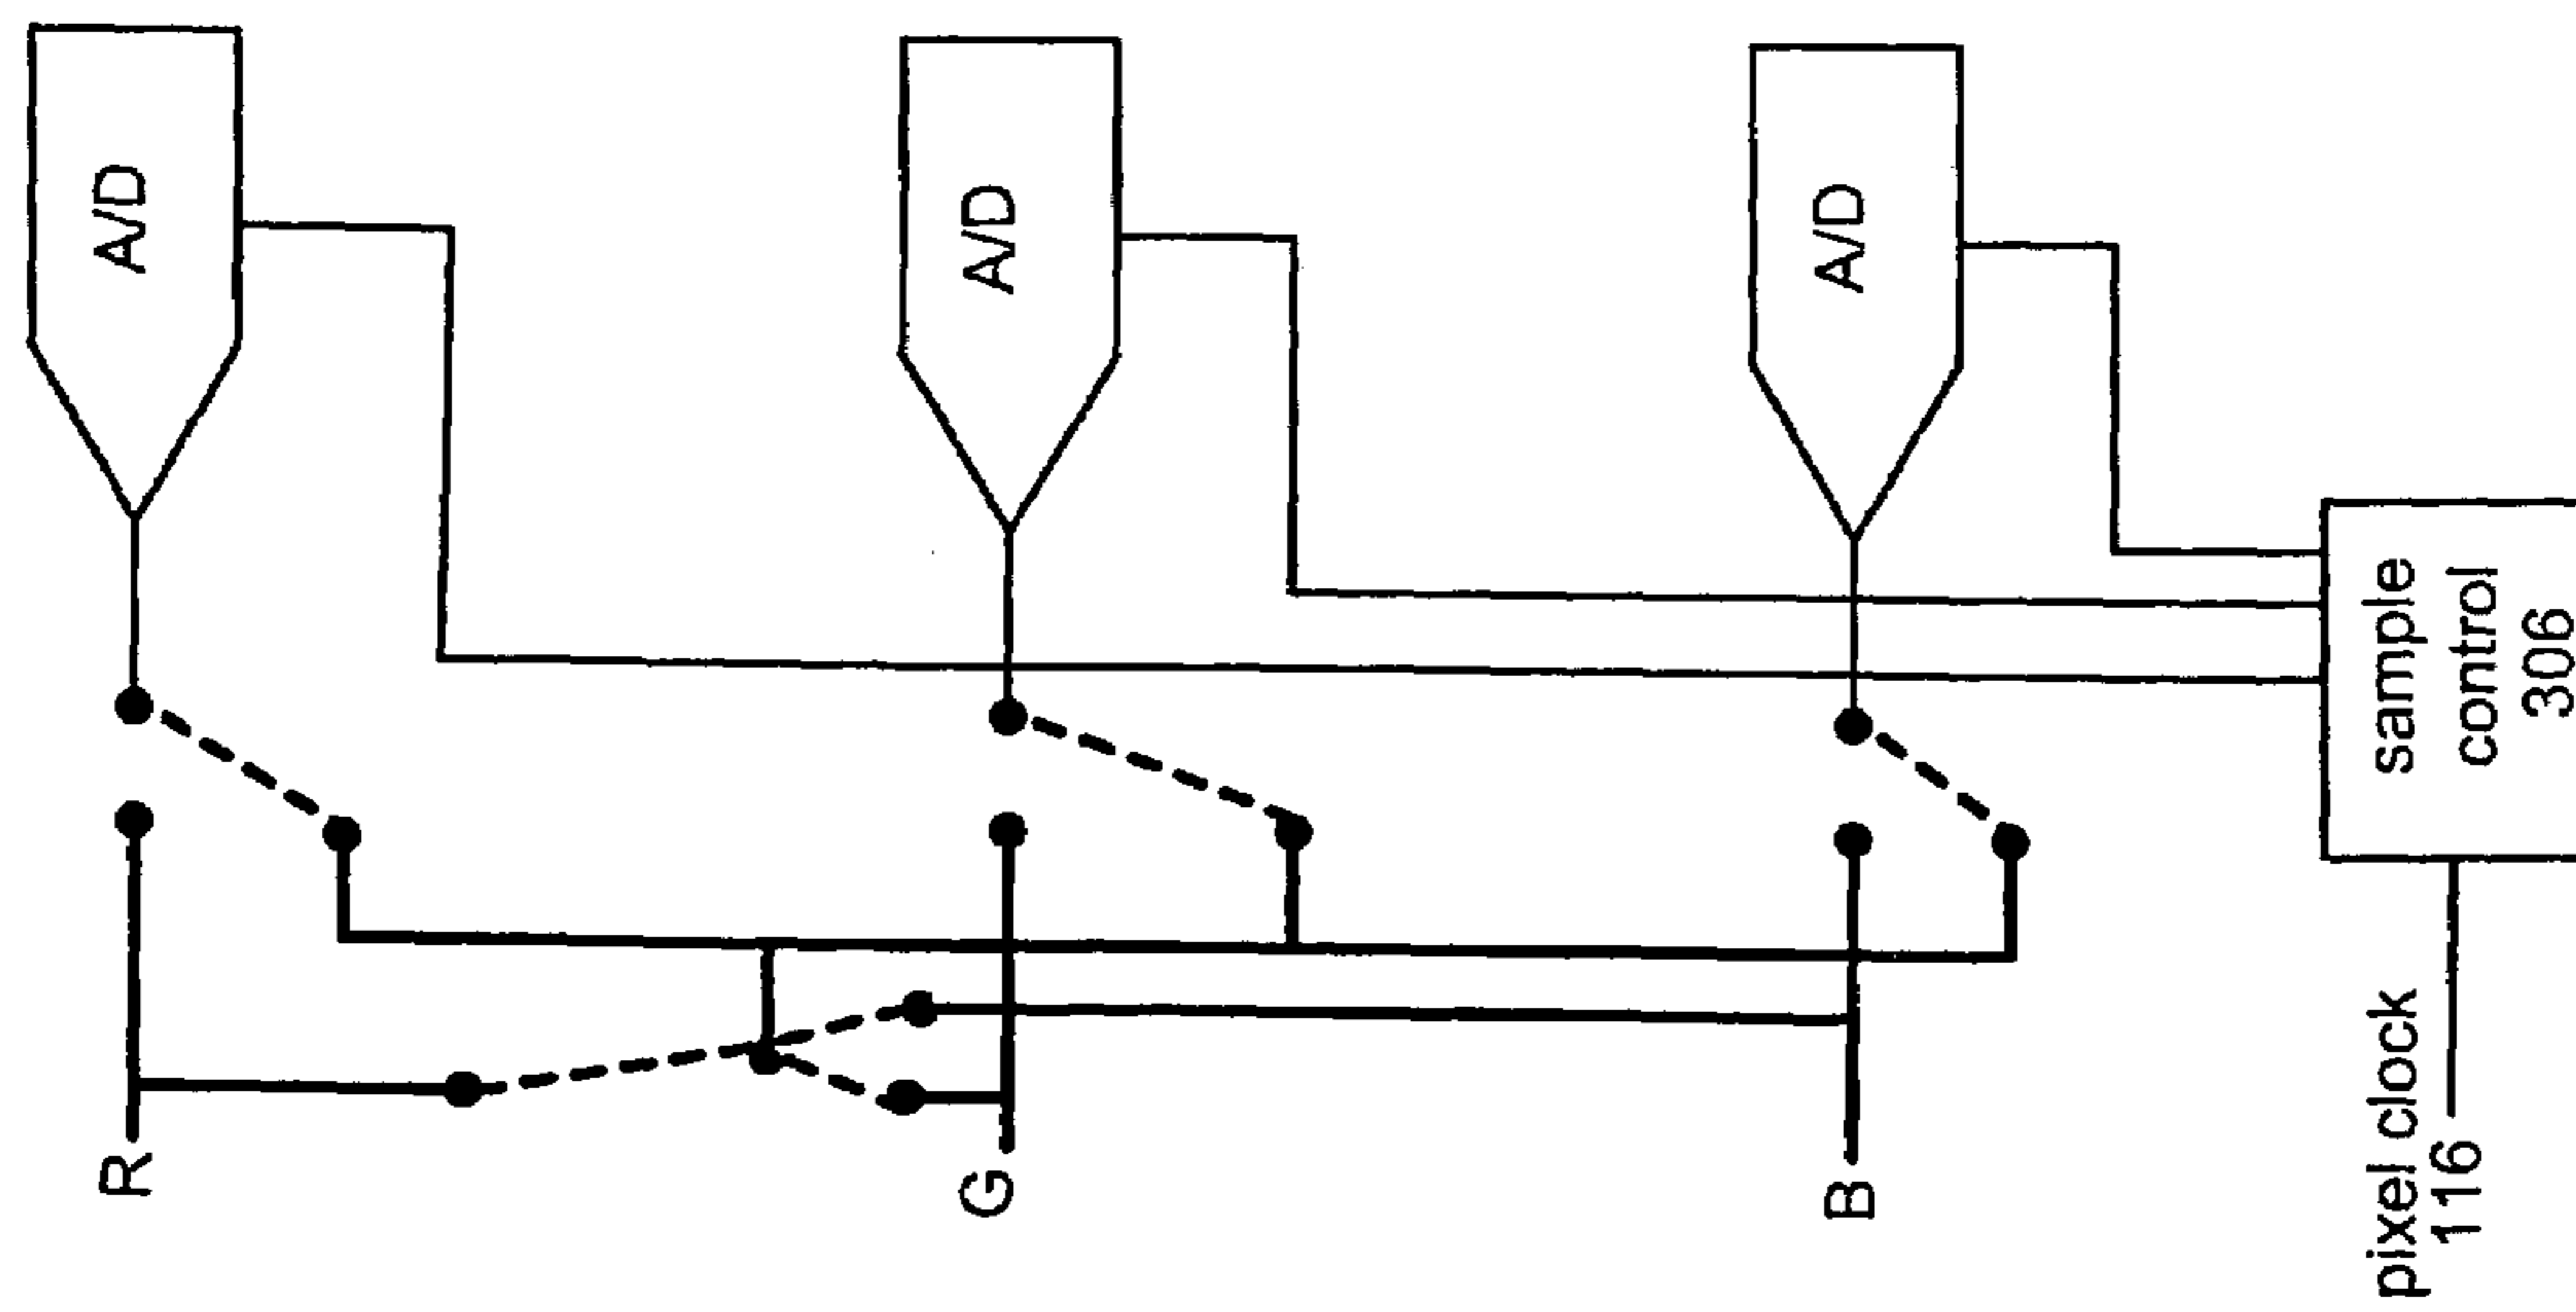 R
A/D
G
A/D
B
A/D
pixel clock
116
sample
control
306